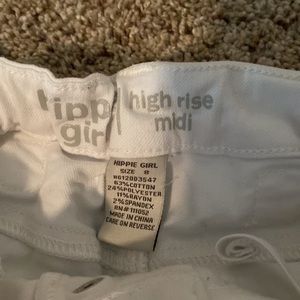 hippi
girl
high rise
midi
HIPPIE GIRL
SIZE 8
63%COTTON
24%POLYESTER
11%RAYON
2%SPANDEX
RN# 111052
MADE IN CHINA
CARE ON REVERSE